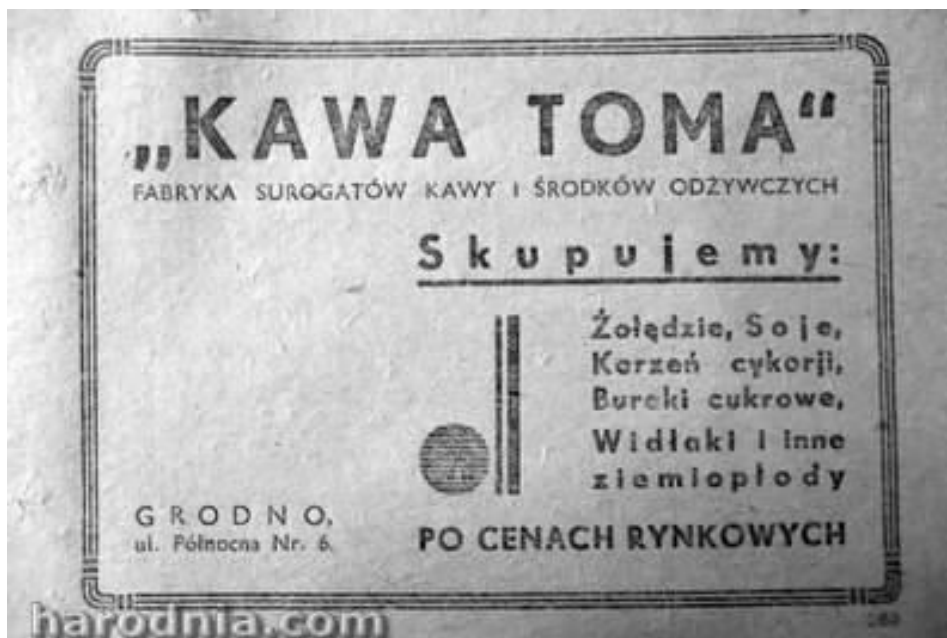 „KAWA TOMA“
FABRYKA SUROGATÓW KAWY I ŚRODKÓW ODŻYWCZYCH
Skupujemy:
Żołędzie, Soje,
Korzeń cykorji,
Buraki cukrowe,
Widłaki i inne
ziemiopłody
GRODNO,
ul. Północna Nr. 6.
PO CENACH RYNKOWYCH
harodnia.com